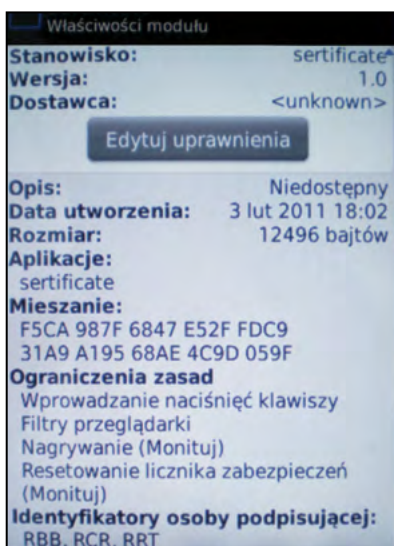 Właściwości modułu
Stanowisko: sertificate
Wersja: 1.0
Dostawca: <unknown>
Edytuj uprawnienia
Opis: Niedostępny
Data utworzenia: 3 lut 2011 18:02
Rozmiar: 12496 bajtów
Aplikacje:
sertificate
Mieszanie:
F5CA 987F 6847 E52F FDC9
31A9 A195 68AE 4C9D 059F
Ograniczenia zasad
Wprowadzanie naciśnięć klawiszy
Filtry przeglądarki
Nagrywanie (Monituj)
Resetowanie licznika zabezpieczeń
(Monituj)
Identyfikatory osoby podpisującej:
RBB, RCR, RRT